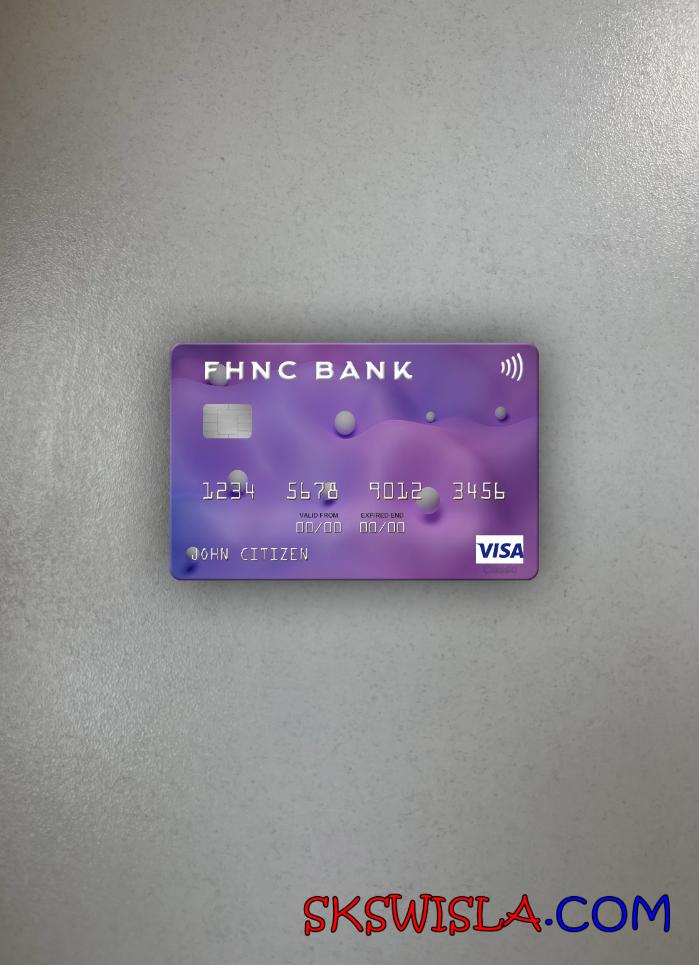 FHNC BANK
1234 5678 9012 3456
VALID FROM EXPIRED END
00/00 00/00
JOHN CITIZEN
VISA
Classic
SKSWISLA.COM